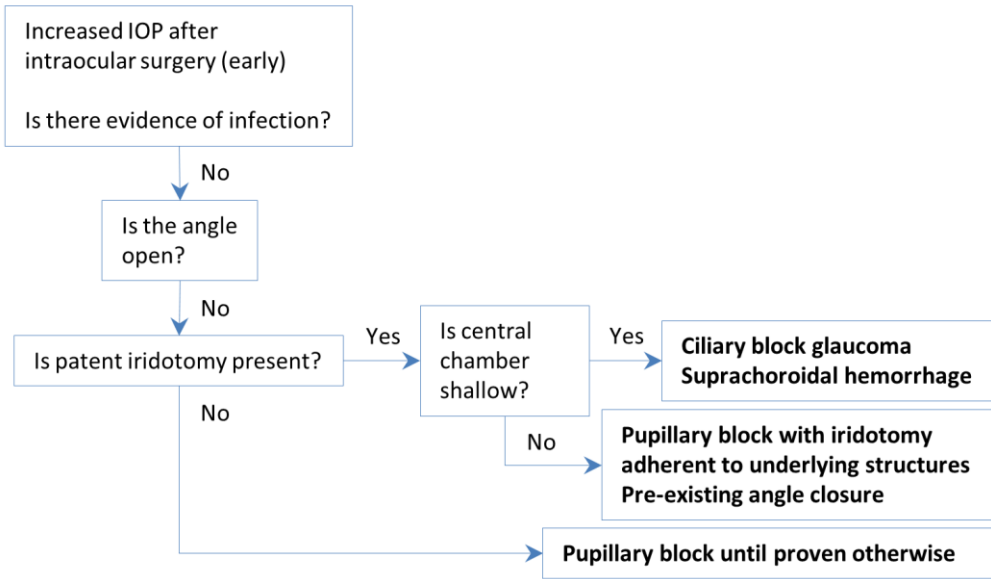 Increased IOP after
intraocular surgery (early)
Is there evidence of infection?
No
Is the angle
open?
No
Is patent iridotomy present?
Yes
Is central
chamber
shallow?
Yes
Ciliary block glaucoma
Suprachoroidal hemorrhage
No
Pupillary block with iridotomy
adherent to underlying structures
Pre-existing angle closure
No
Pupillary block until proven otherwise